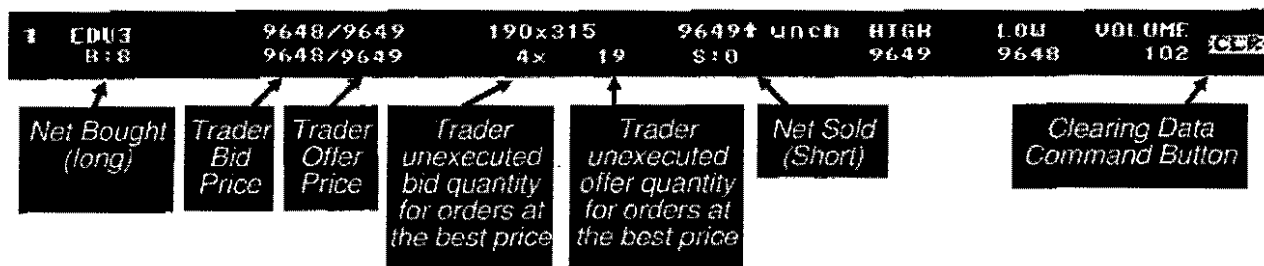 1 EDU3 9648/9649 190x315 9649↑ unch HIGH LOW VOLUME
B:8 9648/9649 4x 19 S:0 9649 9648 102
Net Bought (long)
Trader Bid Price
Trader Offer Price
Trader unexecuted bid quantity for orders at the best price
Trader unexecuted offer quantity for orders at the best price
Net Sold (Short)
Clearing Data Command Button